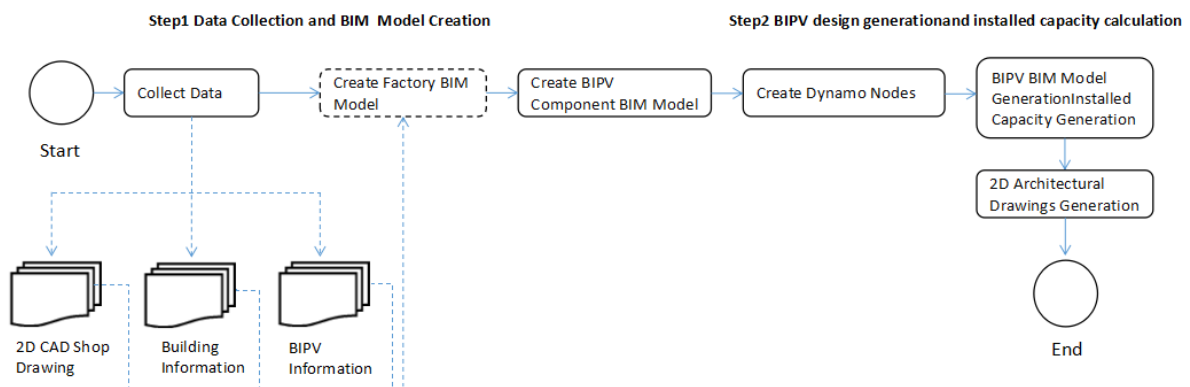 Step1 Data Collection and BIM Model Creation
Step2 BIPV design generationand installed capacity calculation
Start
Collect Data
Create Factory BIM
Model
Create BIPV
Component BIM Model
Create Dynamo Nodes
BIPV BIM Model
GenerationInstalled
Capacity Generation
2D Architectural
Drawings Generation
End
2D CAD Shop
Drawing
Building
Information
BIPV
Information